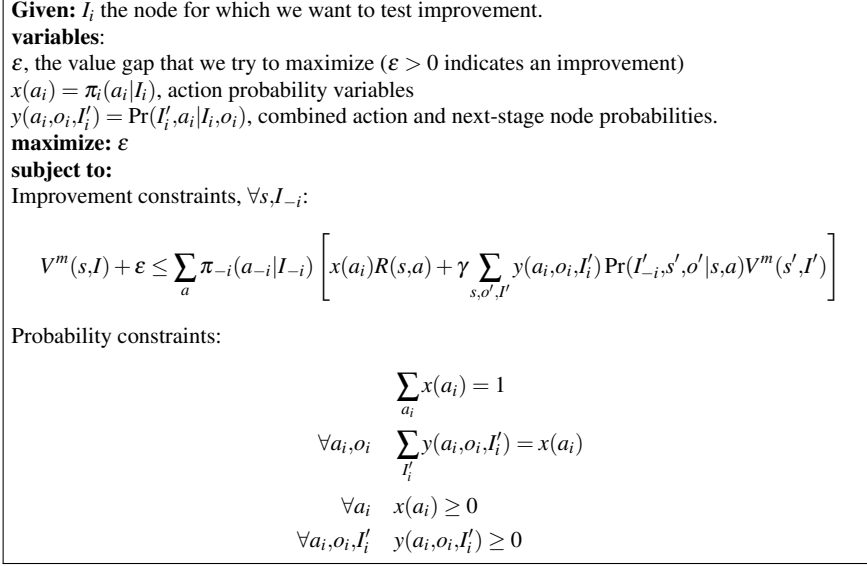 Given: I_i the node for which we want to test improvement.
variables:
ε, the value gap that we try to maximize (ε > 0 indicates an improvement)
x(a_i) = π_i(a_i|I_i), action probability variables
y(a_i,o_i,I'_i) = Pr(I'_i,a_i|I_i,o_i), combined action and next-stage node probabilities.
maximize: ε
subject to:
Improvement constraints, ∀s,I_{−i}:
V^m(s,I) + ε ≤ ∑_a π_{−i}(a_{−i}|I_{−i}) [ x(a_i)R(s,a) + γ ∑_{s,o',I'} y(a_i,o_i,I'_i) Pr(I'_{−i},s',o'|s,a)V^m(s',I') ]
Probability constraints:
∑_{a_i} x(a_i) = 1
∀a_i,o_i ∑_{I'_i} y(a_i,o_i,I'_i) = x(a_i)
∀a_i x(a_i) ≥ 0
∀a_i,o_i,I'_i y(a_i,o_i,I'_i) ≥ 0